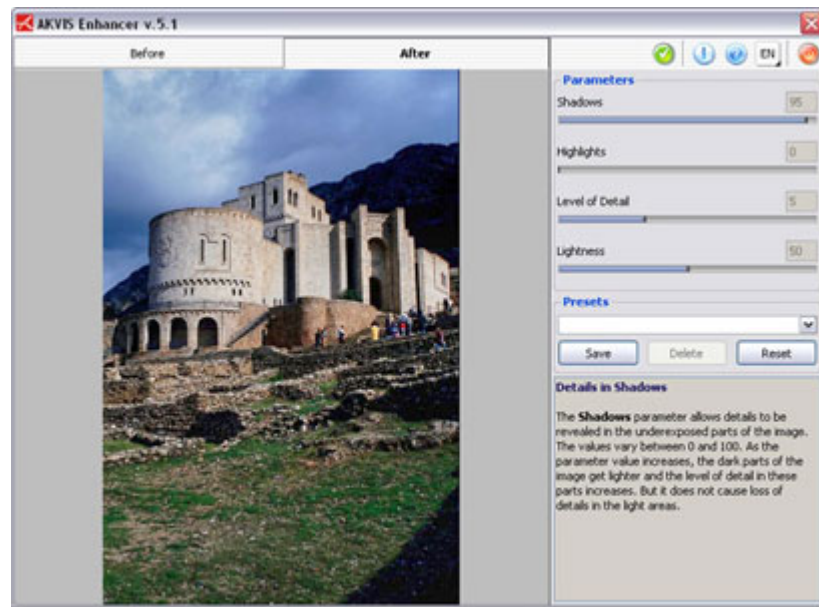 AKVIS Enhancer v.5.1
Before
After
EN
Parameters
Shadows
95
Highlights
0
Level of Detail
5
Lightness
50
Presets
Save
Delete
Reset
Details in Shadows
The Shadows parameter allows details to be
revealed in the underexposed parts of the image.
The values vary between 0 and 100. As the
parameter value increases, the dark parts of the
image get lighter and the level of detail in these
parts increases. But it does not cause loss of
details in the light areas.